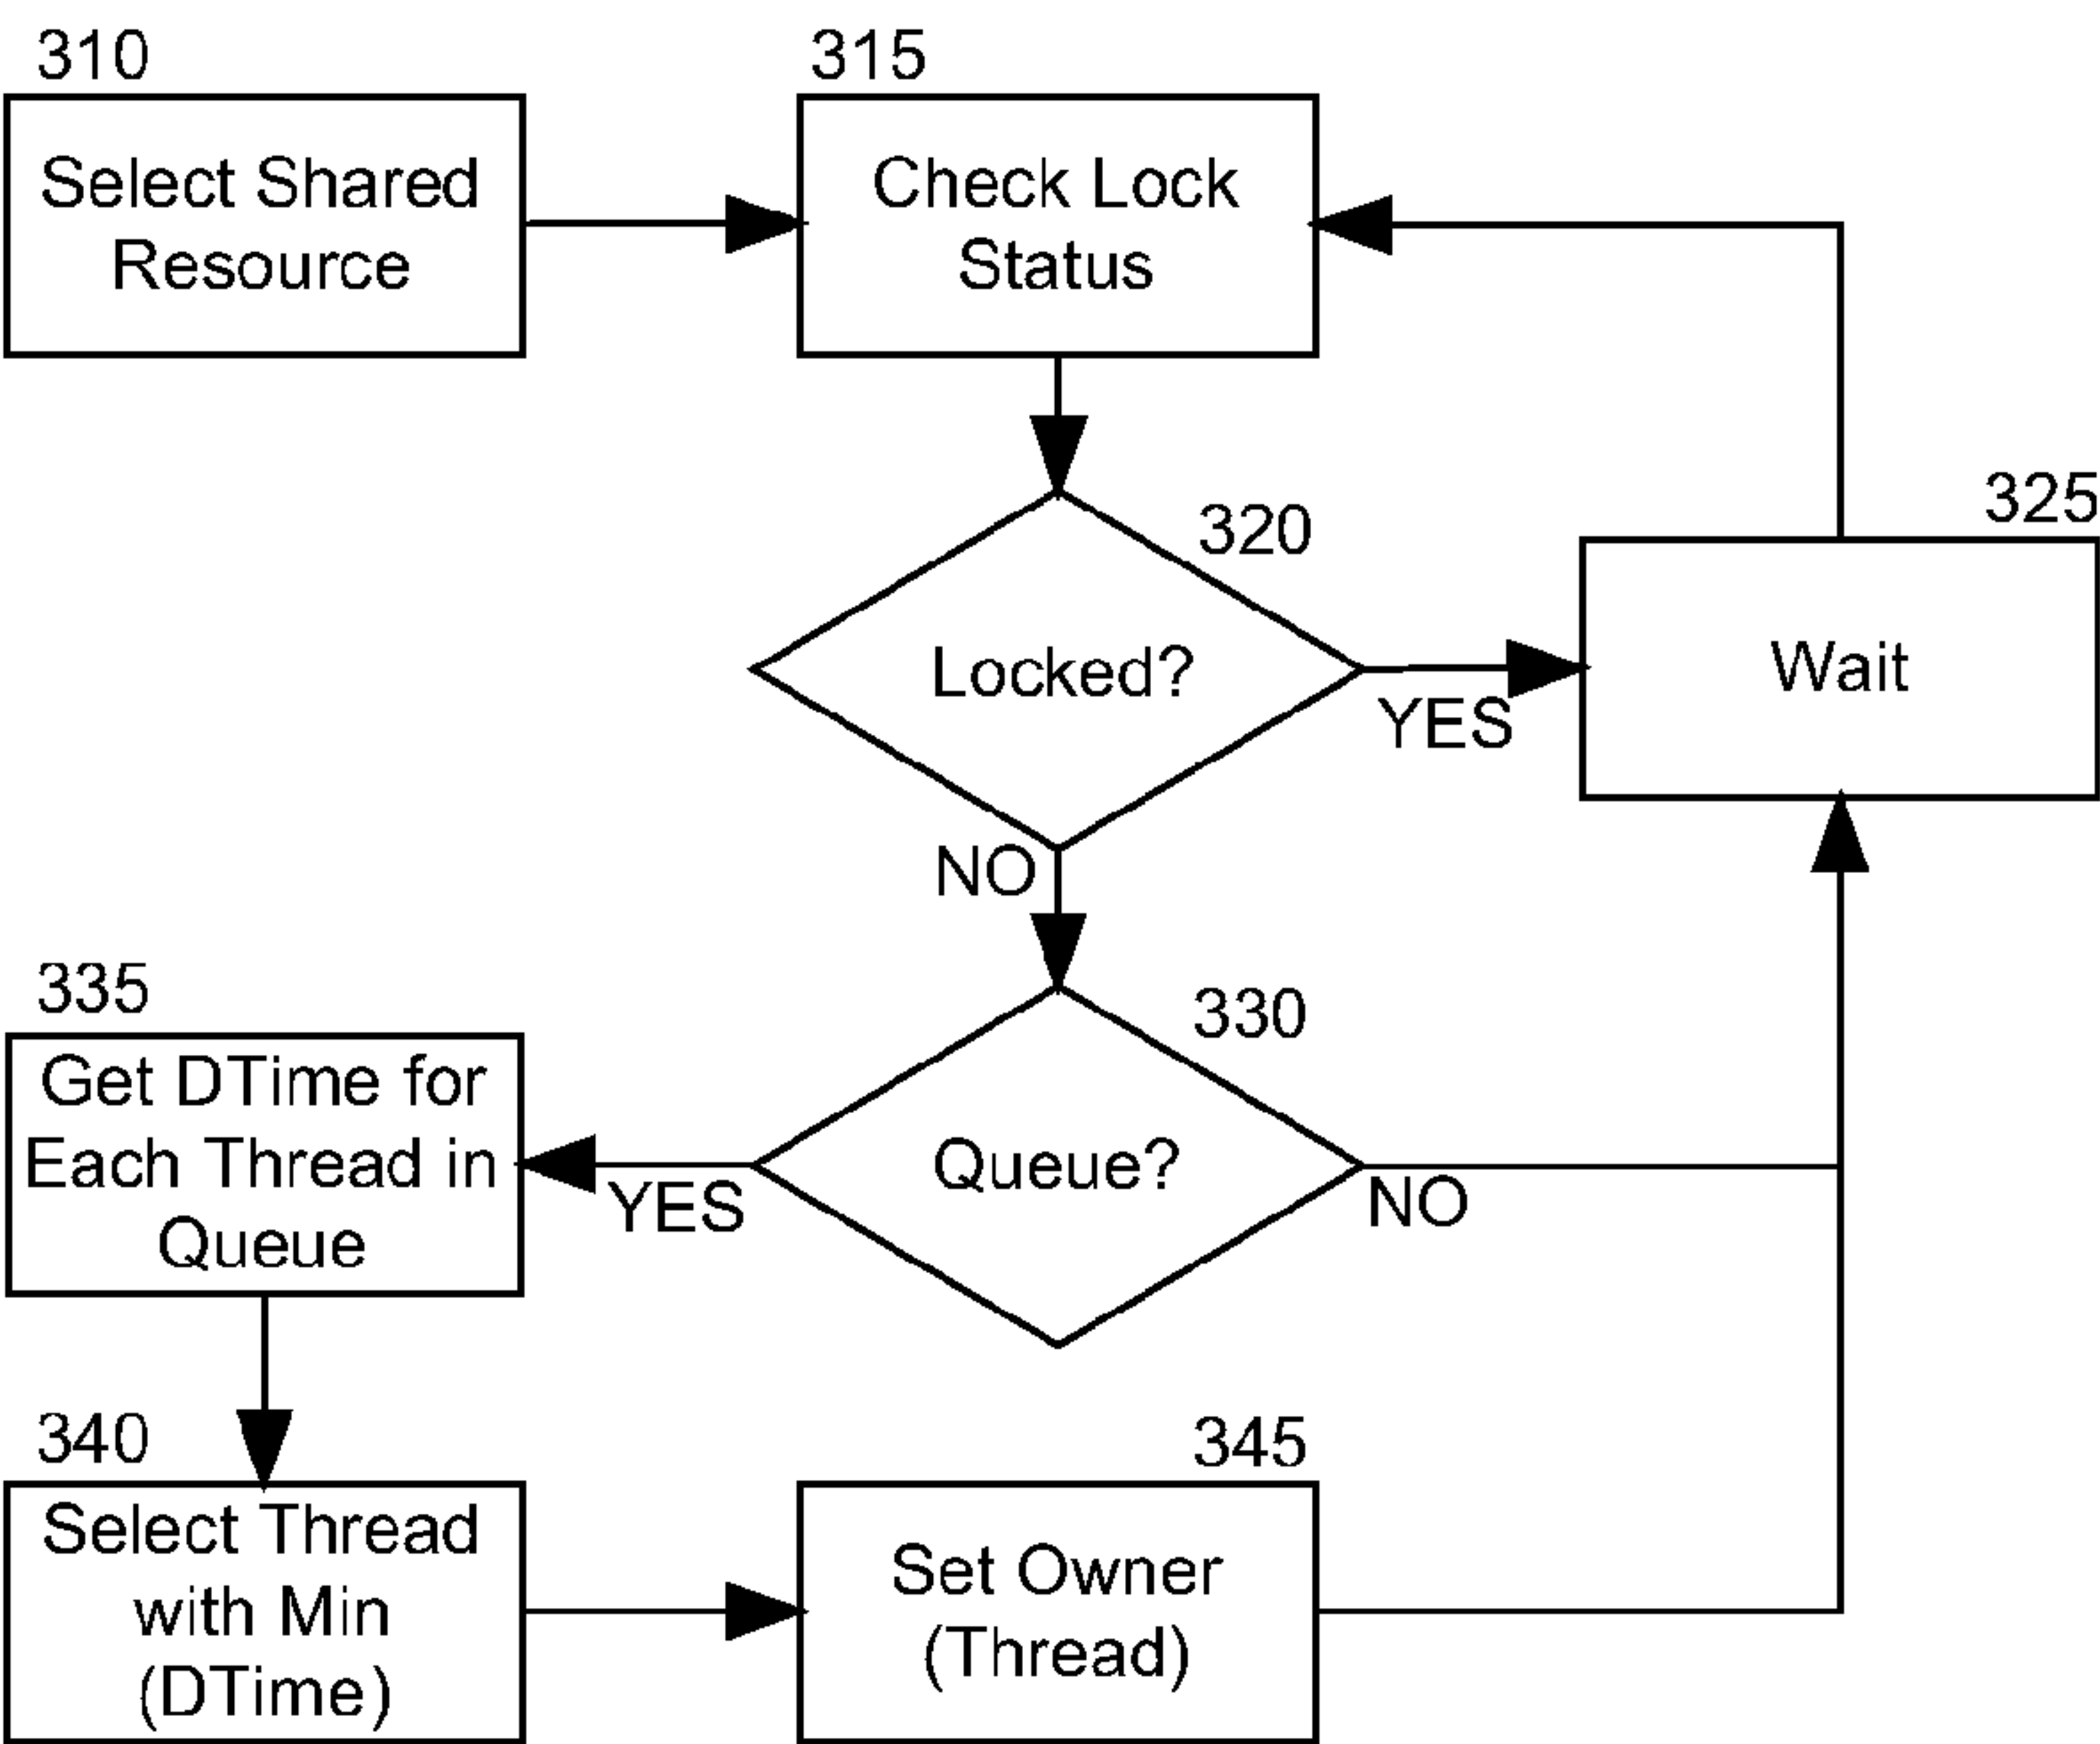 310
Select Shared
Resource
315
Check Lock
Status
320
Locked?
YES
NO
325
Wait
330
Queue?
YES
NO
335
Get DTime for
Each Thread in
Queue
340
Select Thread
with Min
(DTime)
345
Set Owner
(Thread)